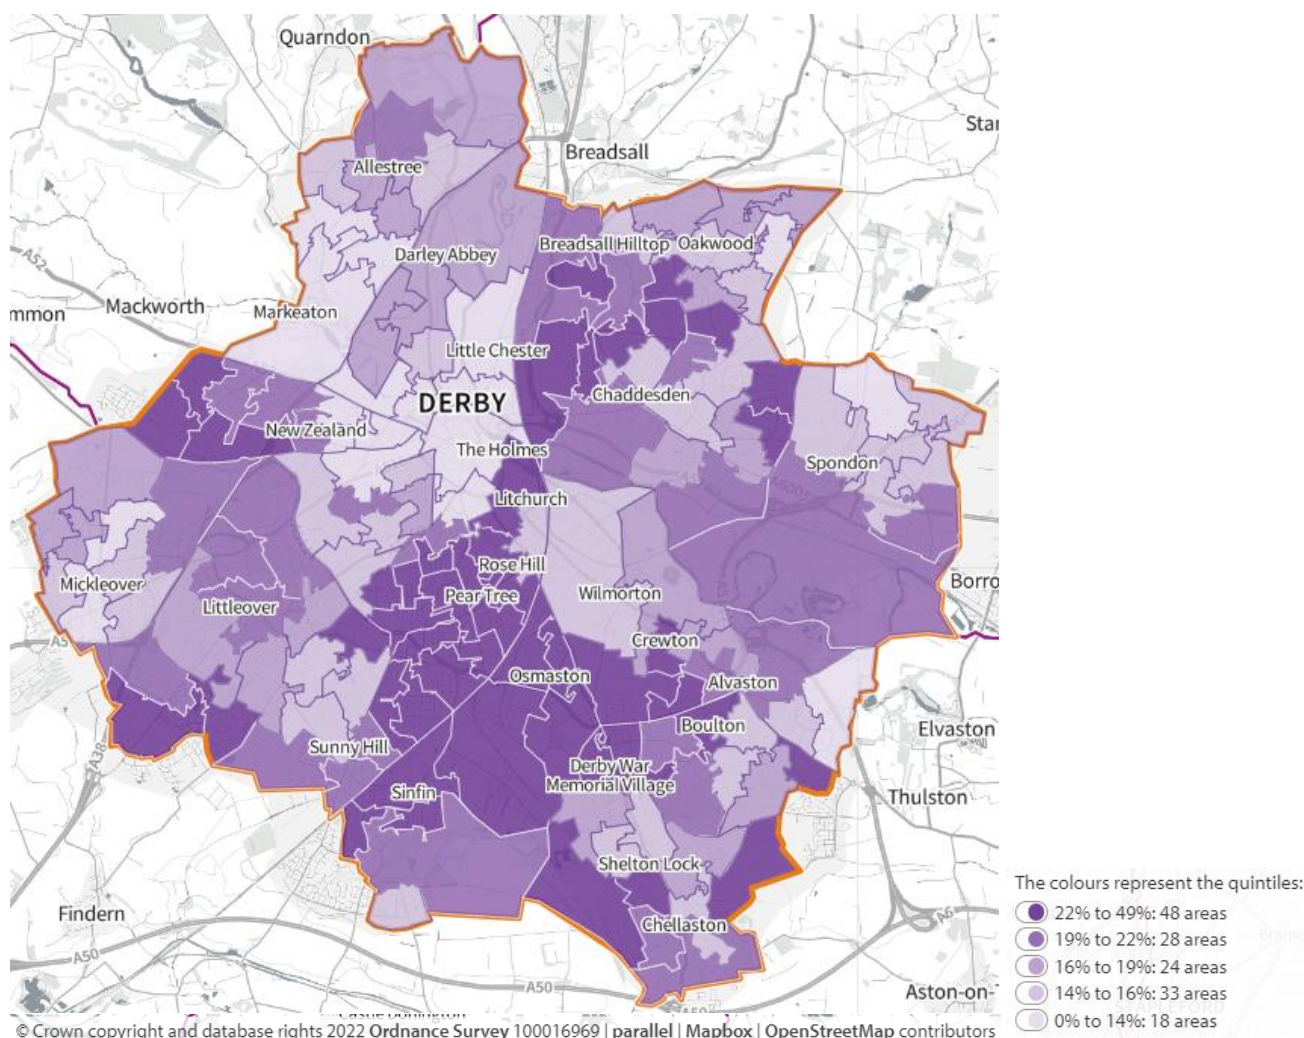 Quarndon
Star
Breadsall
Allestree
Breadsall Hilltop
Oakwood
Darley Abbey
A52
Mackworth
mmon
Markeaton
Little Chester
Chaddesden
DERBY
New Zealand
The Holmes
Spondon
A6005
Litchurch
Rose Hill
Borro
Mickleover
Pear Tree
Wilmorton
Littleover
A5
Crewton
Osmaston
Alvaston
Boulton
Elvaston
Sunny Hill
A38
Derby War
Memorial Village
Sinfin
Thulston
Shelton Lock
The colours represent the quintiles:
22% to 49%: 48 areas
Findern
Chellaston
A6
19% to 22%: 28 areas
A50
16% to 19%: 24 areas
A50
Aston-on-
14% to 16%: 33 areas
STAPLEFORD
0% to 14%: 18 areas
© Crown copyright and database rights 2022 Ordnance Survey 100016969 | parallel | Mapbox | OpenStreetMap contributors